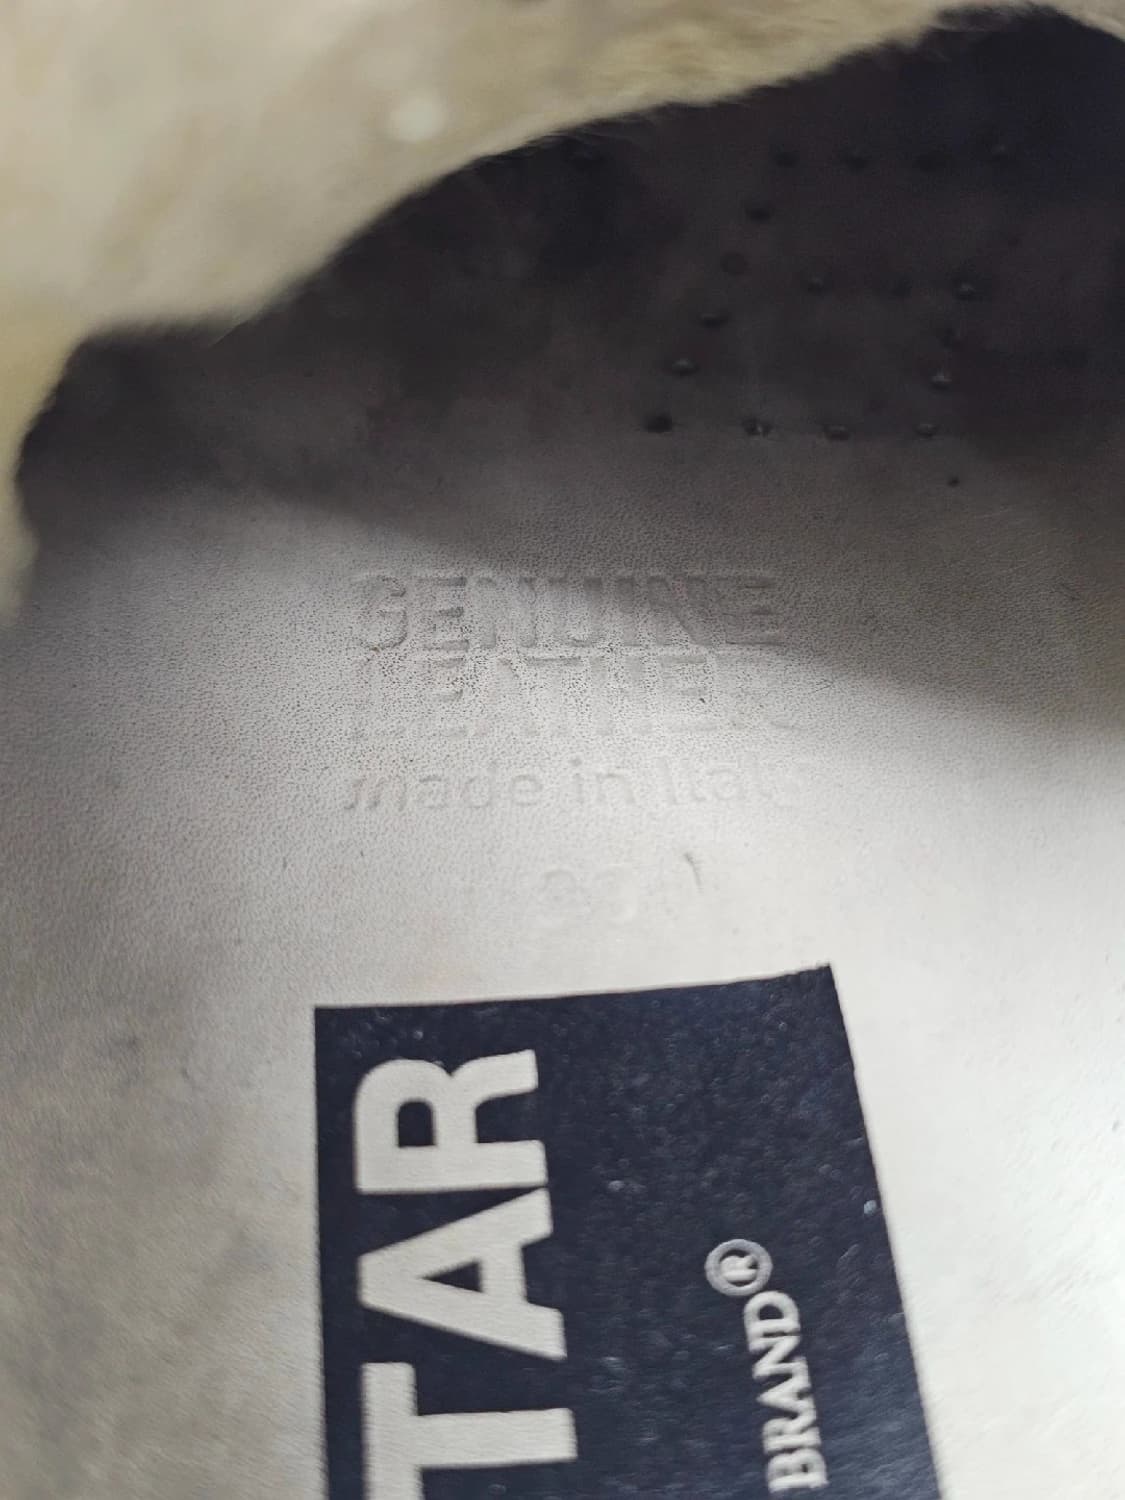 GENUINE
LEATHER
made in Italy
TAR
BRAND®